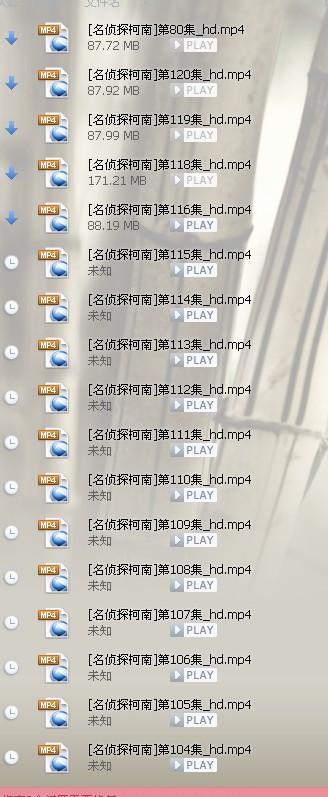 文件名
[名侦探柯南]第80集_hd.mp4
MP4
87.72 MB
PLAY
[名侦探柯南]第120集_hd.mp4
MP4
87.92 MB
PLAY
[名侦探柯南]第119集_hd.mp4
MP4
87.99 MB
PLAY
[名侦探柯南]第118集_hd.mp4
MP4
171.21 MB
PLAY
[名侦探柯南]第116集_hd.mp4
MP4
88.19 MB
PLAY
[名侦探柯南]第115集_hd.mp4
MP4
未知
PLAY
[名侦探柯南]第114集_hd.mp4
MP4
未知
PLAY
[名侦探柯南]第113集_hd.mp4
MP4
未知
PLAY
[名侦探柯南]第112集_hd.mp4
MP4
未知
PLAY
[名侦探柯南]第111集_hd.mp4
MP4
未知
PLAY
[名侦探柯南]第110集_hd.mp4
MP4
未知
PLAY
[名侦探柯南]第109集_hd.mp4
MP4
未知
PLAY
[名侦探柯南]第108集_hd.mp4
MP4
未知
PLAY
[名侦探柯南]第107集_hd.mp4
MP4
未知
PLAY
[名侦探柯南]第106集_hd.mp4
MP4
未知
PLAY
[名侦探柯南]第105集_hd.mp4
MP4
未知
PLAY
[名侦探柯南]第104集_hd.mp4
MP4
未知
PLAY